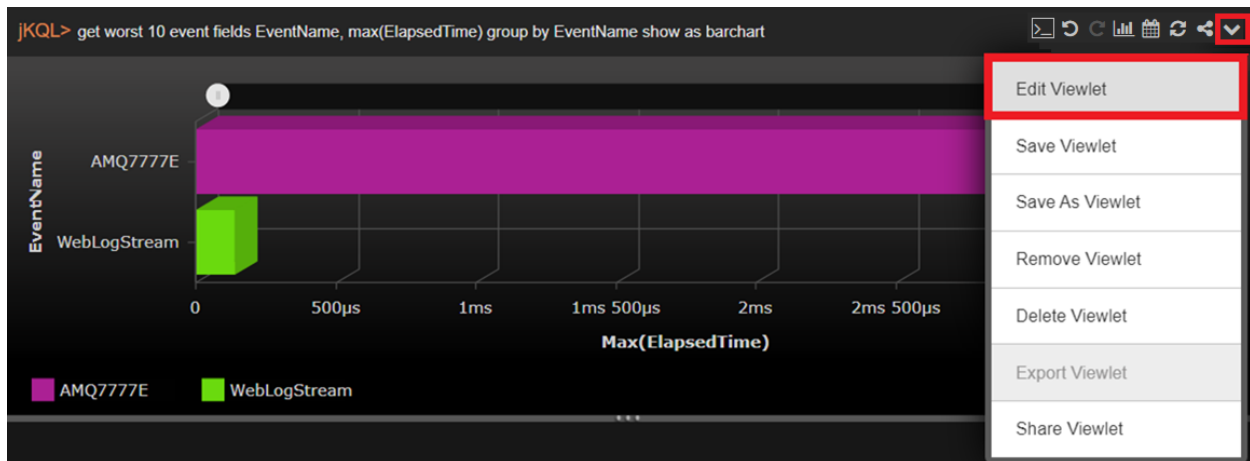 jKQL> get worst 10 event fields EventName, max(ElapsedTime) group by EventName show as barchart
Edit Viewlet
Save Viewlet
Save As Viewlet
Remove Viewlet
Delete Viewlet
Export Viewlet
Share Viewlet
EventName
AMQ7777E
WebLogStream
0 500µs 1ms 1ms 500µs 2ms 2ms 500µs
Max(ElapsedTime)
AMQ7777E WebLogStream